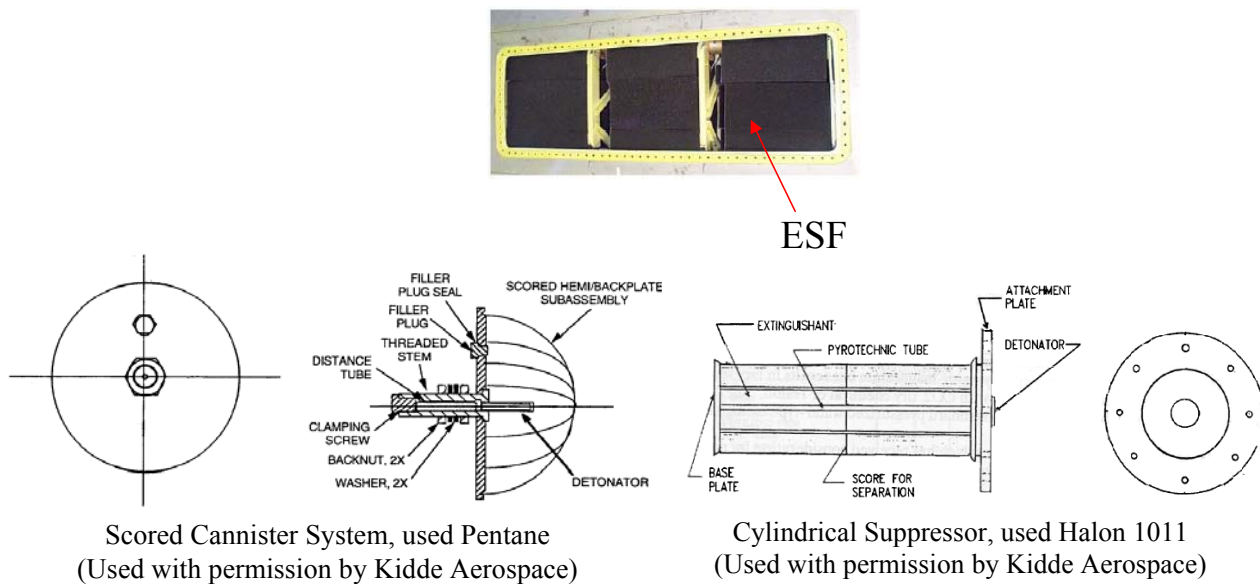 ESF
FILLER
PLUG SEAL
FILLER
PLUG
THREADED
STEM
DISTANCE
TUBE
CLAMPING
SCREW
BACKNUT, 2X
WASHER, 2X
SCORED HEMI/BACKPLATE
SUBASSEMBLY
DETONATOR
Scored Cannister System, used Pentane
(Used with permission by Kidde Aerospace)
ATTACHMENT
PLATE
EXTINGUISHANT
PYROTECHNIC TUBE
DETONATOR
BASE
PLATE
SCORE FOR
SEPARATION
Cylindrical Suppressor, used Halon 1011
(Used with permission by Kidde Aerospace)